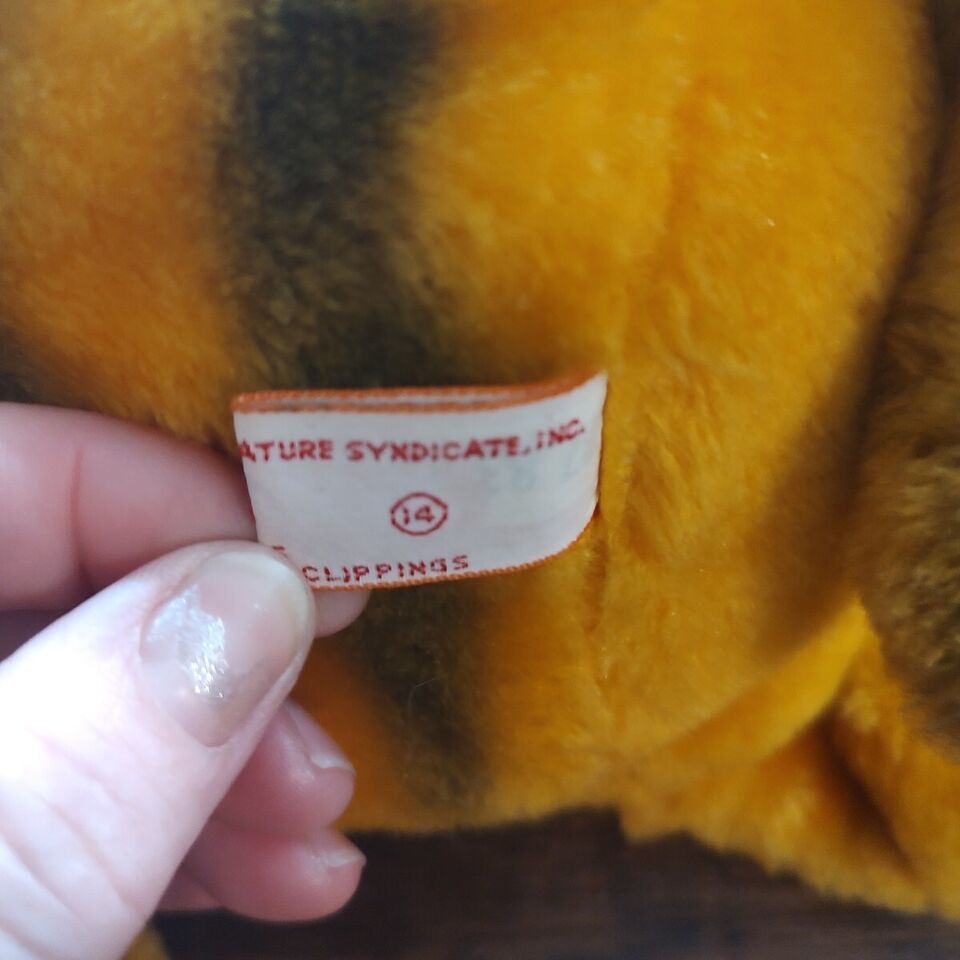 ATURE SYNDICATE, INC.
14
CLIPPINGS